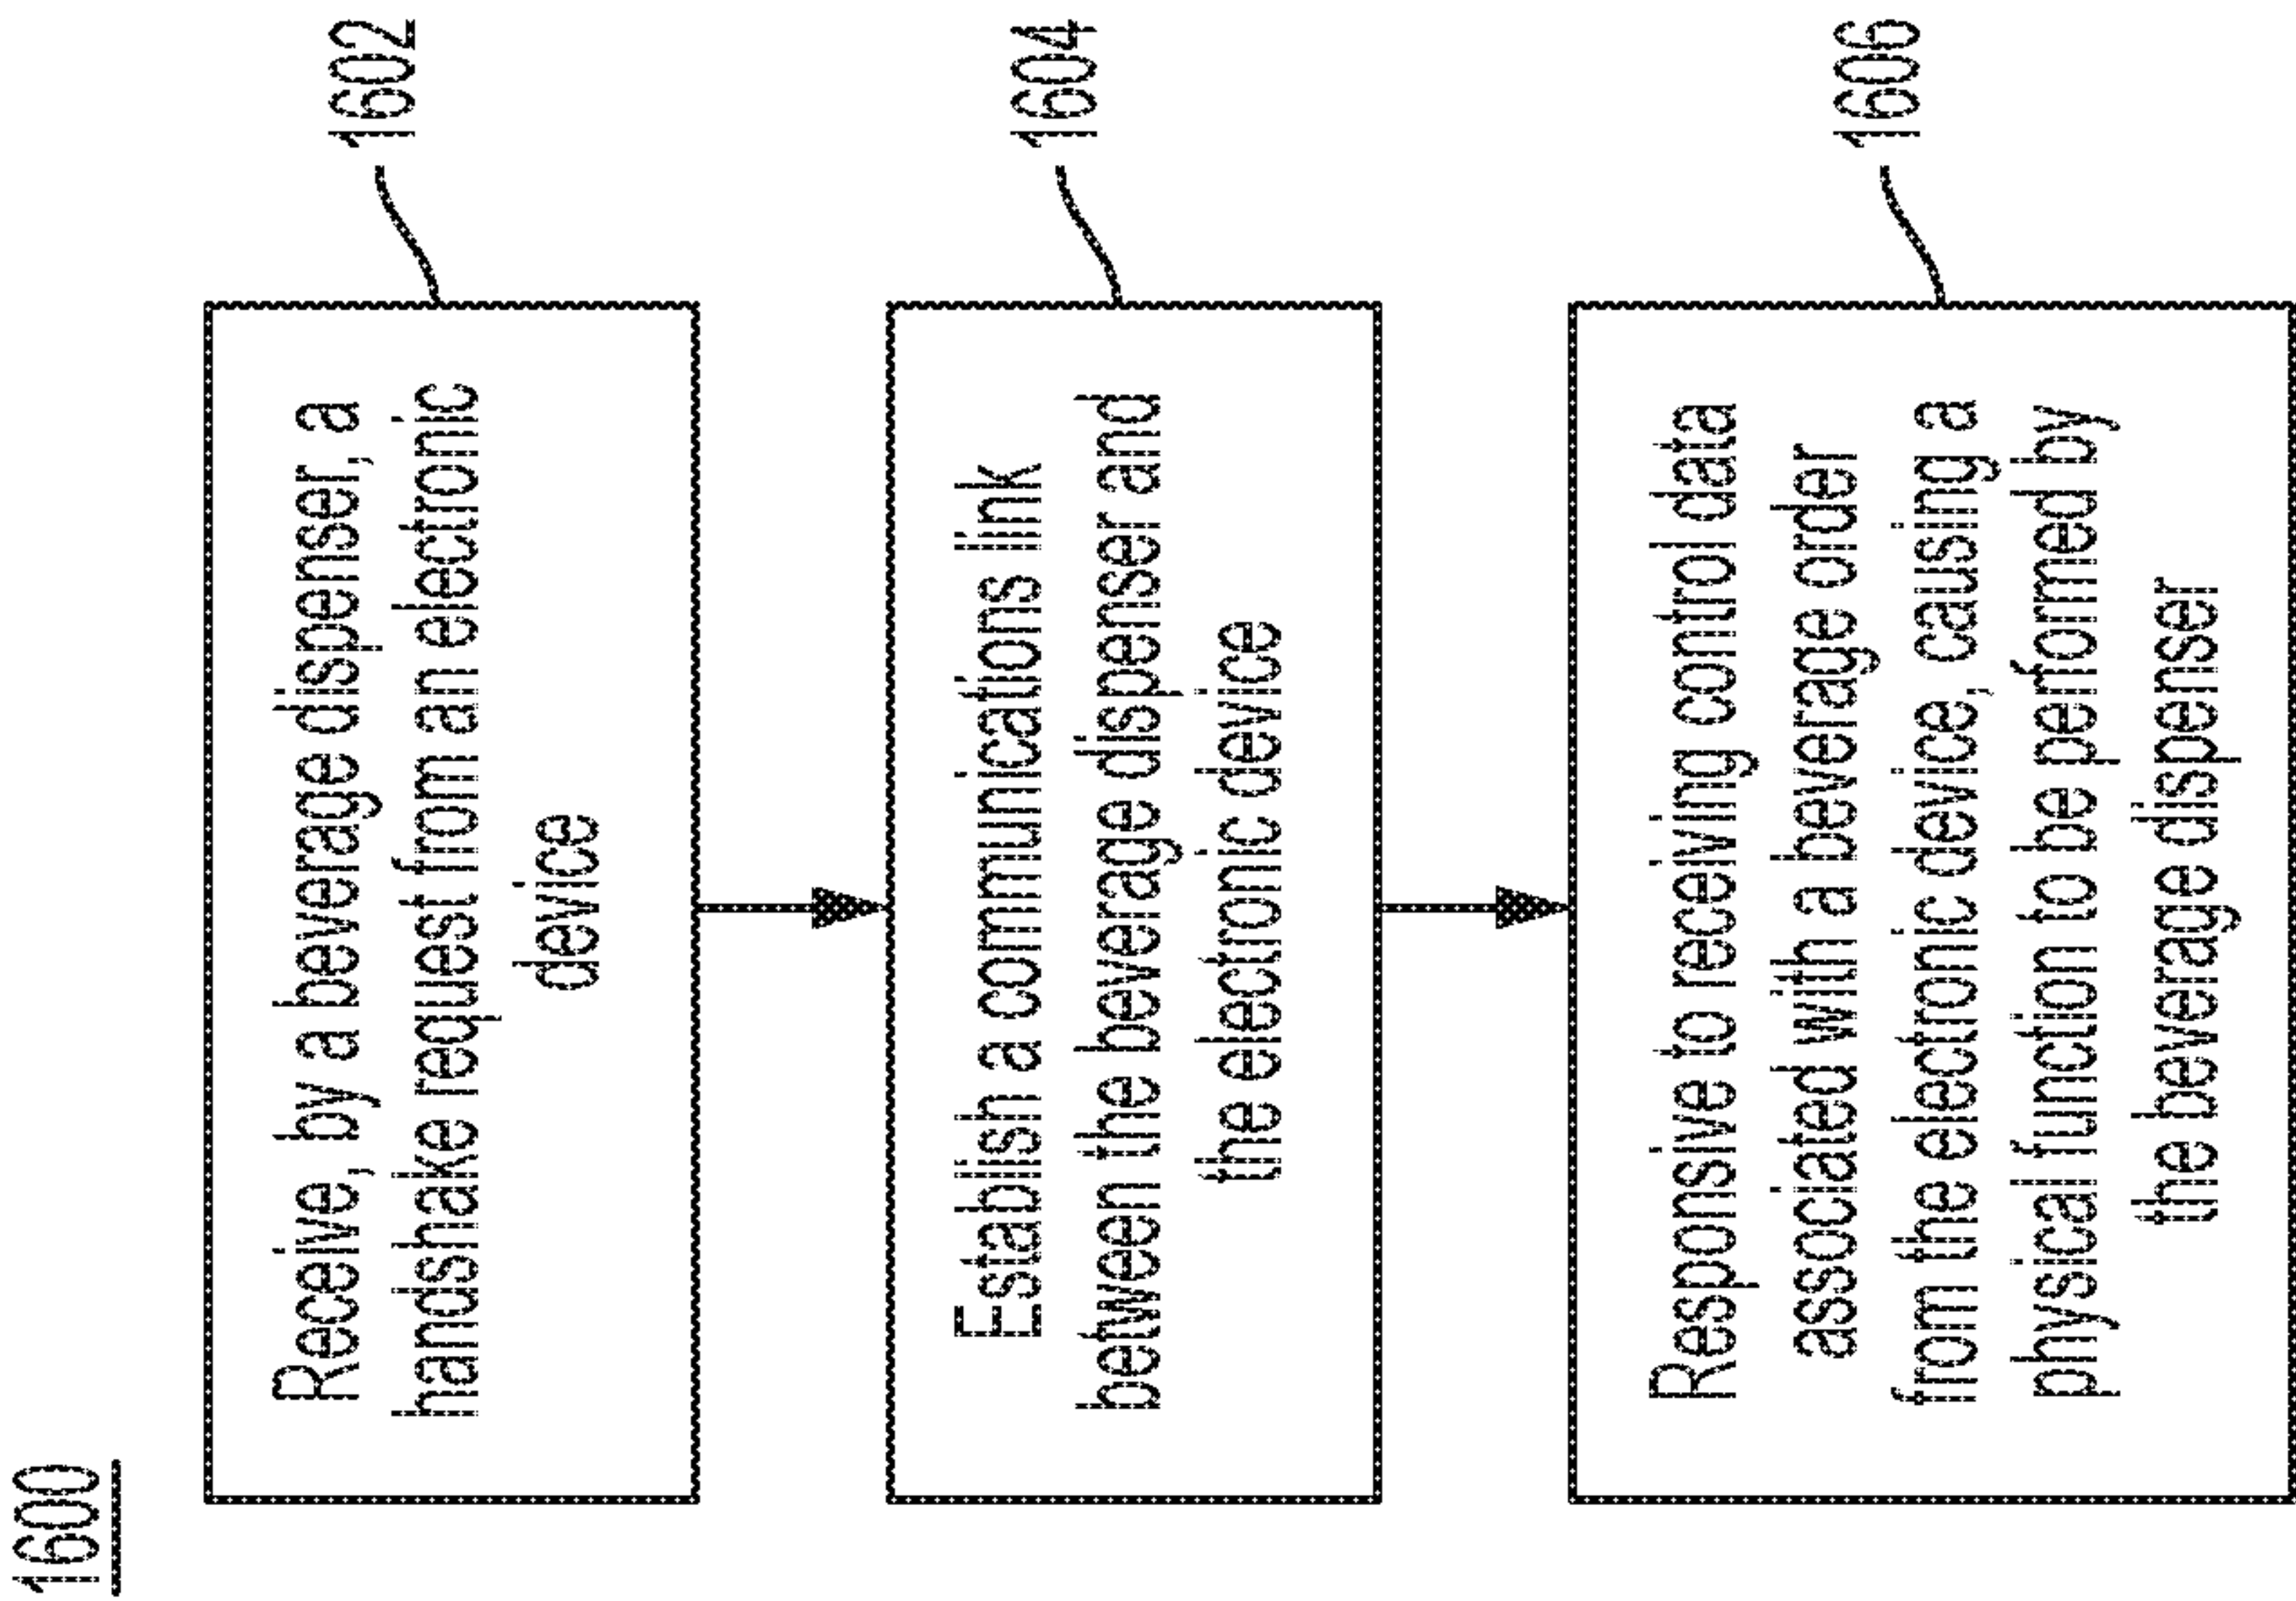 1600
Receive, by a beverage dispenser, a
handshake request from an electronic
device
1602
Establish a communications link
between the beverage dispenser and
the electronic device
1604
Responsive to receiving control data
associated with a beverage order
from the electronic device, causing a
physical function to be performed by
the beverage dispenser
1606